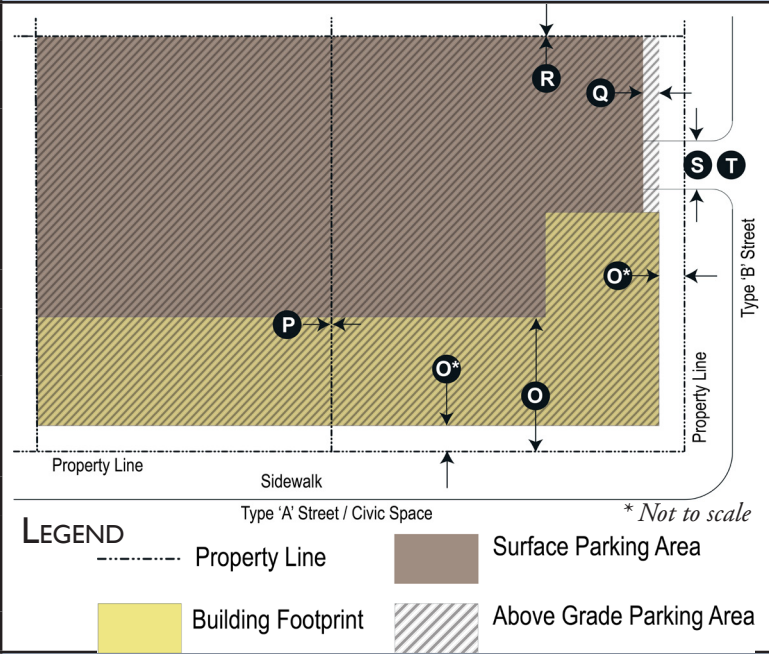 R
Q
S T
O*
Type 'B' Street
P
O*
O
Property Line
Property Line
Sidewalk
Type 'A' Street / Civic Space
* Not to scale
LEGEND
Property Line
Surface Parking Area
Building Footprint
Above Grade Parking Area